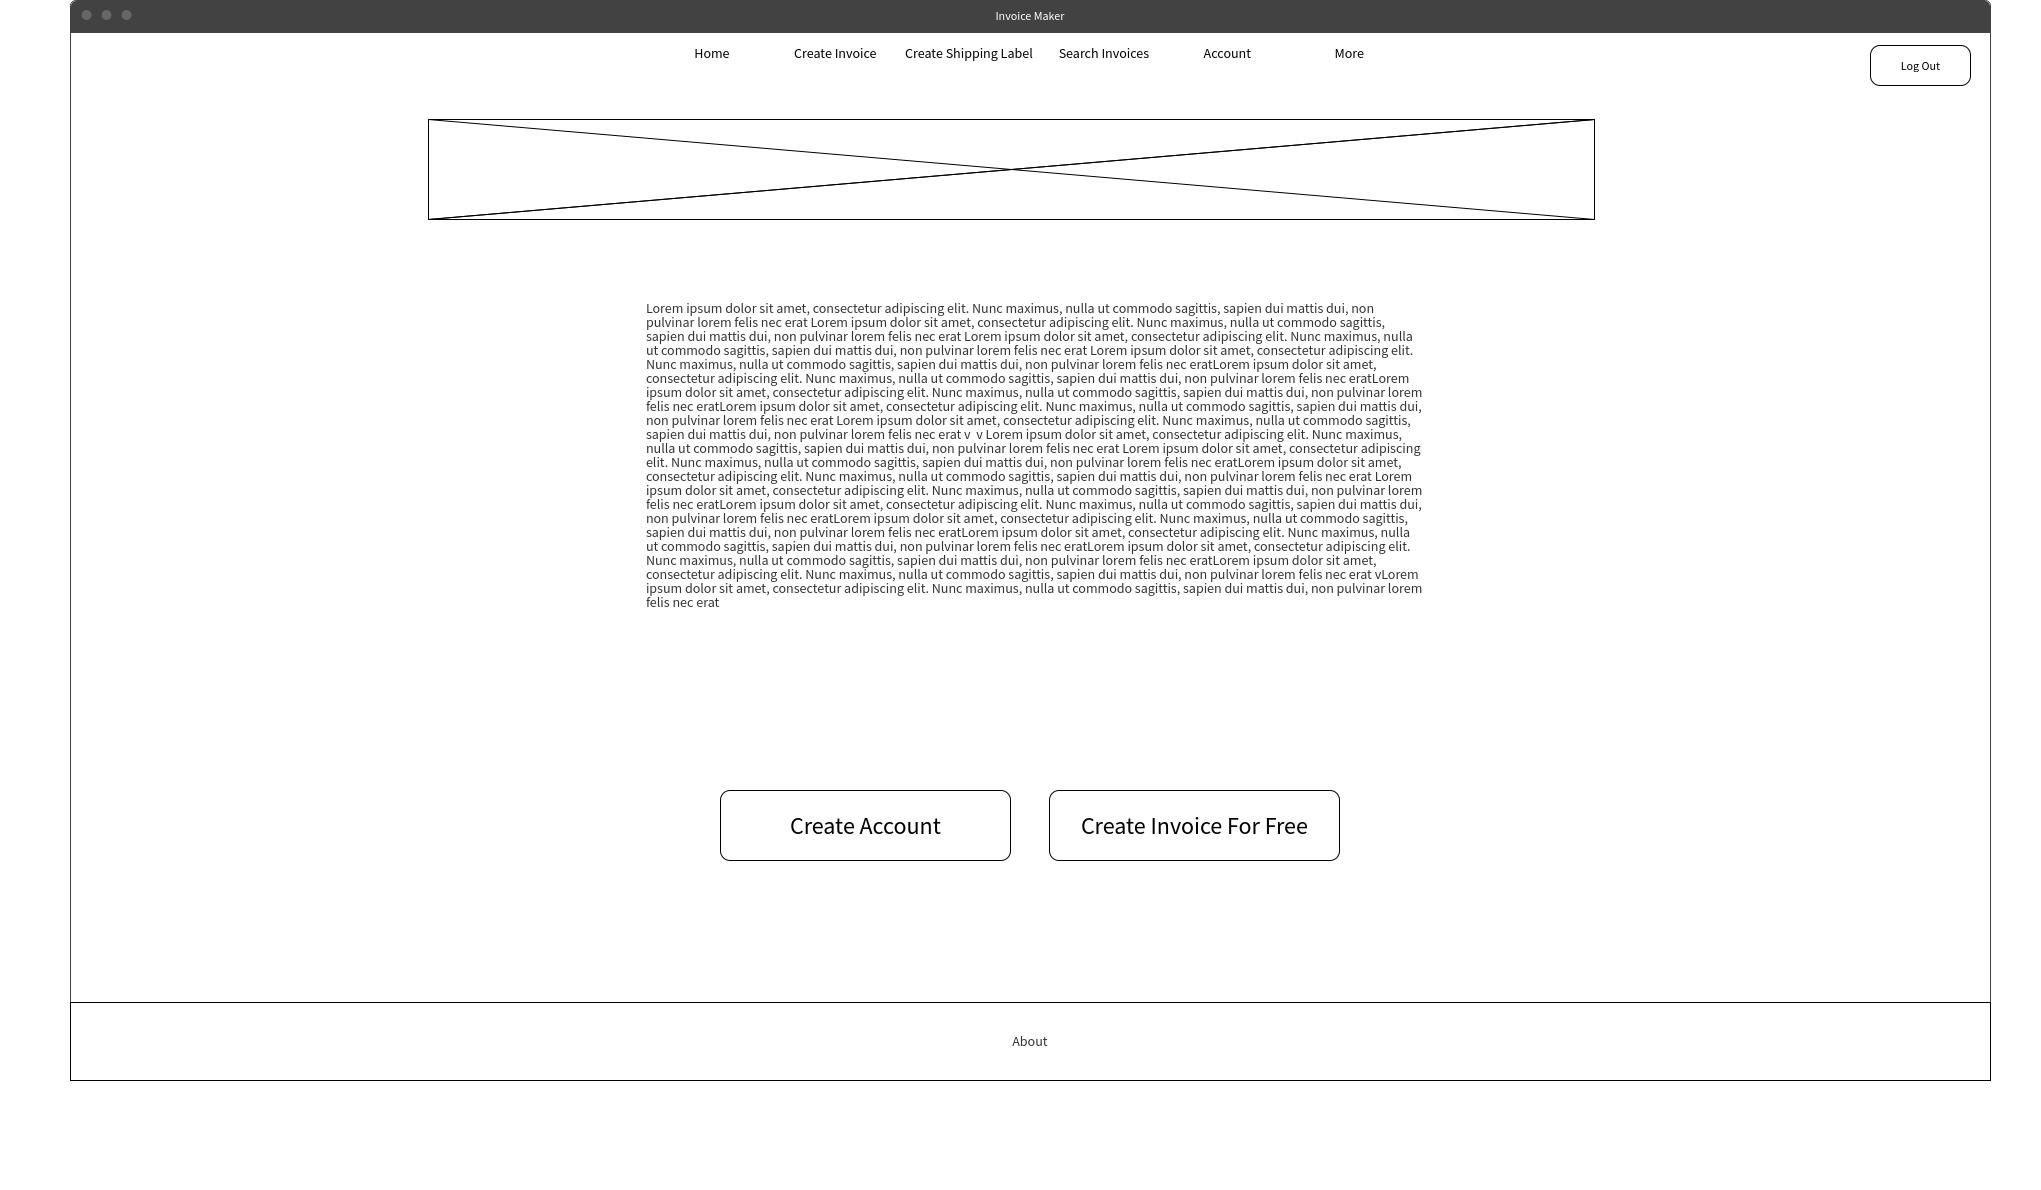 Invoice Maker
Home Create Invoice Create Shipping Label Search Invoices Account More
Log Out
Lorem ipsum dolor sit amet, consectetur adipiscing elit. Nunc maximus, nulla ut commodo sagittis, sapien dui mattis dui, non
pulvinar lorem felis nec erat Lorem ipsum dolor sit amet, consectetur adipiscing elit. Nunc maximus, nulla ut commodo sagittis,
sapien dui mattis dui, non pulvinar lorem felis nec erat Lorem ipsum dolor sit amet, consectetur adipiscing elit. Nunc maximus, nulla
ut commodo sagittis, sapien dui mattis dui, non pulvinar lorem felis nec erat Lorem ipsum dolor sit amet, consectetur adipiscing elit.
Nunc maximus, nulla ut commodo sagittis, sapien dui mattis dui, non pulvinar lorem felis nec eratLorem ipsum dolor sit amet,
consectetur adipiscing elit. Nunc maximus, nulla ut commodo sagittis, sapien dui mattis dui, non pulvinar lorem felis nec eratLorem
ipsum dolor sit amet, consectetur adipiscing elit. Nunc maximus, nulla ut commodo sagittis, sapien dui mattis dui, non pulvinar lorem
felis nec eratLorem ipsum dolor sit amet, consectetur adipiscing elit. Nunc maximus, nulla ut commodo sagittis, sapien dui mattis dui,
non pulvinar lorem felis nec erat Lorem ipsum dolor sit amet, consectetur adipiscing elit. Nunc maximus, nulla ut commodo sagittis,
sapien dui mattis dui, non pulvinar lorem felis nec erat v  v Lorem ipsum dolor sit amet, consectetur adipiscing elit. Nunc maximus,
nulla ut commodo sagittis, sapien dui mattis dui, non pulvinar lorem felis nec erat Lorem ipsum dolor sit amet, consectetur adipiscing
elit. Nunc maximus, nulla ut commodo sagittis, sapien dui mattis dui, non pulvinar lorem felis nec eratLorem ipsum dolor sit amet,
consectetur adipiscing elit. Nunc maximus, nulla ut commodo sagittis, sapien dui mattis dui, non pulvinar lorem felis nec erat Lorem
ipsum dolor sit amet, consectetur adipiscing elit. Nunc maximus, nulla ut commodo sagittis, sapien dui mattis dui, non pulvinar lorem
felis nec eratLorem ipsum dolor sit amet, consectetur adipiscing elit. Nunc maximus, nulla ut commodo sagittis, sapien dui mattis dui,
non pulvinar lorem felis nec eratLorem ipsum dolor sit amet, consectetur adipiscing elit. Nunc maximus, nulla ut commodo sagittis,
sapien dui mattis dui, non pulvinar lorem felis nec eratLorem ipsum dolor sit amet, consectetur adipiscing elit. Nunc maximus, nulla
ut commodo sagittis, sapien dui mattis dui, non pulvinar lorem felis nec eratLorem ipsum dolor sit amet, consectetur adipiscing elit.
Nunc maximus, nulla ut commodo sagittis, sapien dui mattis dui, non pulvinar lorem felis nec eratLorem ipsum dolor sit amet,
consectetur adipiscing elit. Nunc maximus, nulla ut commodo sagittis, sapien dui mattis dui, non pulvinar lorem felis nec erat vLorem
ipsum dolor sit amet, consectetur adipiscing elit. Nunc maximus, nulla ut commodo sagittis, sapien dui mattis dui, non pulvinar lorem
felis nec erat
Create Account Create Invoice For Free
About